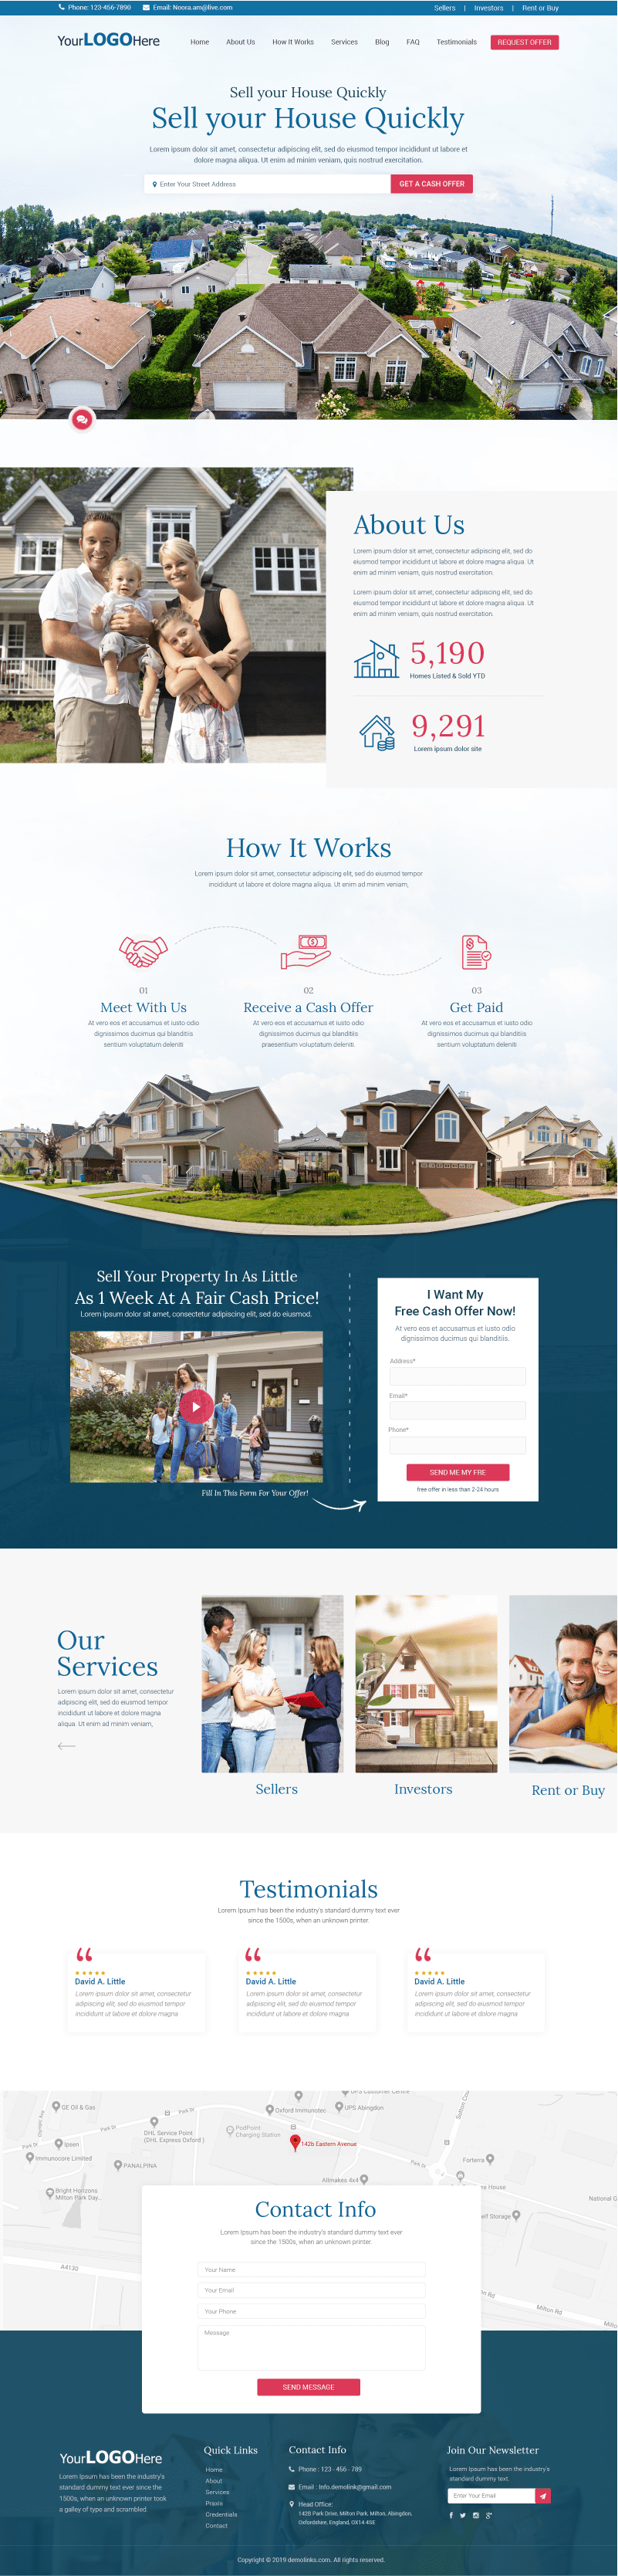 Phone: 123-456-7890 Email: Noora.am@live.com Sellers | Investors | Rent or Buy
YourLOGOHere Home About Us How It Works Services Blog FAQ Testimonials REQUEST OFFER
Sell your House Quickly
Sell your House Quickly
Lorem ipsum dolor sit amet, consectetur adipiscing elit, sed do eiusmod tempor incididunt ut labore et
dolore magna aliqua. Ut enim ad minim veniam, quis nostrud exercitation.
Enter Your Street Address GET A CASH OFFER
About Us
Lorem ipsum dolor sit amet, consectetur adipiscing elit, sed do
eiusmod tempor incididunt ut labore et dolore magna aliqua. Ut
enim ad minim veniam, quis nostrud exercitation.
Lorem ipsum dolor sit amet, consectetur adipiscing elit, sed do
eiusmod tempor incididunt ut labore et dolore magna aliqua. Ut
enim ad minim veniam, quis nostrud exercitation.
5,190
Homes Listed & Sold YTD
9,291
Lorem ipsum dolor site
How It Works
Lorem ipsum dolor sit amet, consectetur adipiscing elit, sed do eiusmod tempor
incididunt ut labore et dolore magna aliqua. Ut enim ad minim veniam,
01
Meet With Us
At vero eos et accusamus et iusto odio
dignissimos ducimus qui blanditiis
sentium voluptatum deleniti
02
Receive a Cash Offer
At vero eos et accusamus et iusto odio
dignissimos ducimus qui blanditiis
praesentium voluptatum deleniti
03
Get Paid
At vero eos et accusamus et iusto odio
dignissimos ducimus qui blanditiis
sentium voluptatum deleniti
Sell Your Property In As Little
As 1 Week At A Fair Cash Price!
Lorem ipsum dolor sit amet, consectetur adipiscing elit, sed do eiusmod.
Fill In This Form For Your Offer!
I Want My
Free Cash Offer Now!
At vero eos et accusamus et iusto odio
dignissimos ducimus qui blanditiis.
Address*
Email*
Phone*
SEND ME MY FRE
free offer in less than 2-24 hours
Our
Services
Lorem ipsum dolor sit amet, consectetur
adipiscing elit, sed do eiusmod tempor
incididunt ut labore et dolore magna
aliqua. Ut enim ad minim veniam,
Sellers
Investors
Rent or Buy
Testimonials
Lorem Ipsum has been the industry's standard dummy text ever
since the 1500s, when an unknown printer.
David A. Little
Lorem ipsum dolor sit amet, consectetur
adipiscing elit, sed do eiusmod tempor
incididunt ut labore et dolore magna
David A. Little
Lorem ipsum dolor sit amet, consectetur
adipiscing elit, sed do eiusmod tempor
incididunt ut labore et dolore magna
David A. Little
Lorem ipsum dolor sit amet, consectetur
adipiscing elit, sed do eiusmod tempor
incididunt ut labore et dolore magna
GE Oil & Gas
Park St
DHL Service Point
(DHL Express Oxford )
Park St
Ipsen
Park St
Immunocore Limited
PANALPINA
Bright Horizons
Milton Park Day...
A4130
Oxford Immunotec
UPS Abingdon
PodPoint
Charging Station
142b Eastern Avenue
Allmakes 4x4
Park St
Forterra
National G
Milton Rd
Contact Info
Lorem Ipsum has been the industry's standard dummy text ever
since the 1500s, when an unknown printer.
Your Name
Your Email
Your Phone
Message
SEND MESSAGE
YourLOGOHere
Lorem Ipsum has been the industry's
standard dummy text ever since the
1500s, when an unknown printer took
a galley of type and scrambled
Quick Links
Home
About
Services
Praxis
Credentials
Contact
Contact Info
Phone : 123 - 456 - 789
Email : Info.demolink@gmail.com
Head Office:
142B Park Drive, Milton Park, Milton, Abingdon,
Oxfordshire, England, OX14 4SE
Join Our Newsletter
Lorem Ipsum has been the industry's
standard dummy text.
Enter Your Email
Copyright © 2019 demolinks.com. All rights reserved.